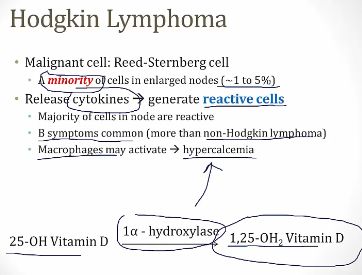 Hodgkin Lymphoma
• Malignant cell: Reed-Sternberg cell
• A minority of cells in enlarged nodes (~1 to 5%)
• Release cytokines → generate reactive cells
• Majority of cells in node are reactive
• B symptoms common (more than non-Hodgkin lymphoma)
• Macrophages may activate → hypercalcemia
1α - hydroxylase
25-OH Vitamin D
1,25-OH₂ Vitamin D